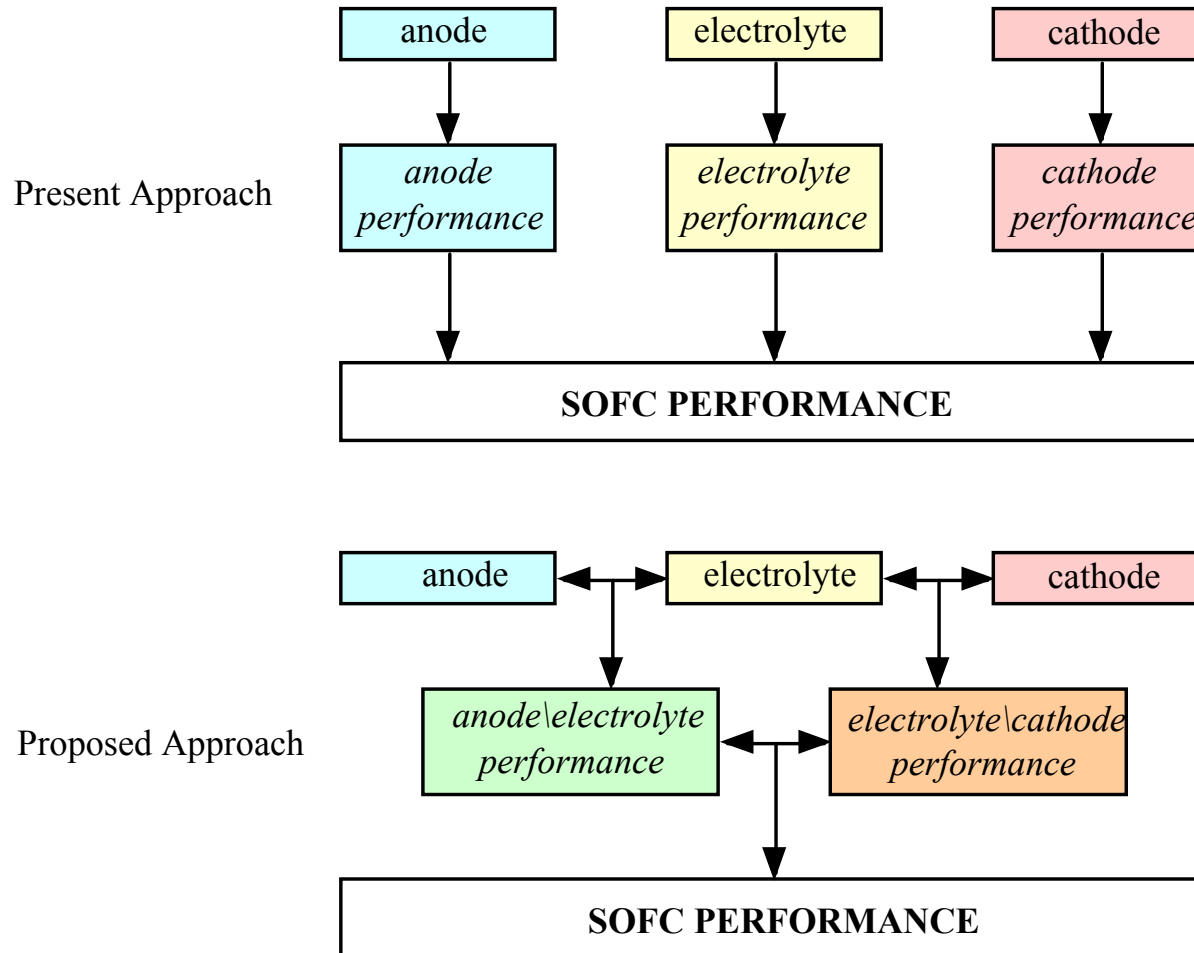 anode
electrolyte
cathode
Present Approach
anode
performance
electrolyte
performance
cathode
performance
SOFC PERFORMANCE
anode
electrolyte
cathode
Proposed Approach
anode\electrolyte
performance
electrolyte\cathode
performance
SOFC PERFORMANCE